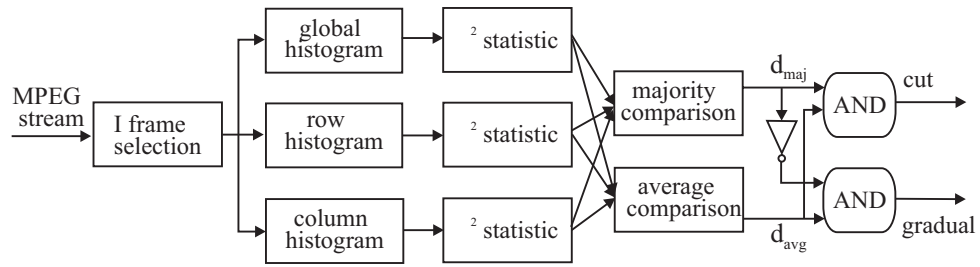 MPEG
stream
I frame
selection
global
histogram
row
histogram
column
histogram
² statistic
² statistic
² statistic
majority
comparison
average
comparison
d_maj
d_avg
AND
cut
AND
gradual